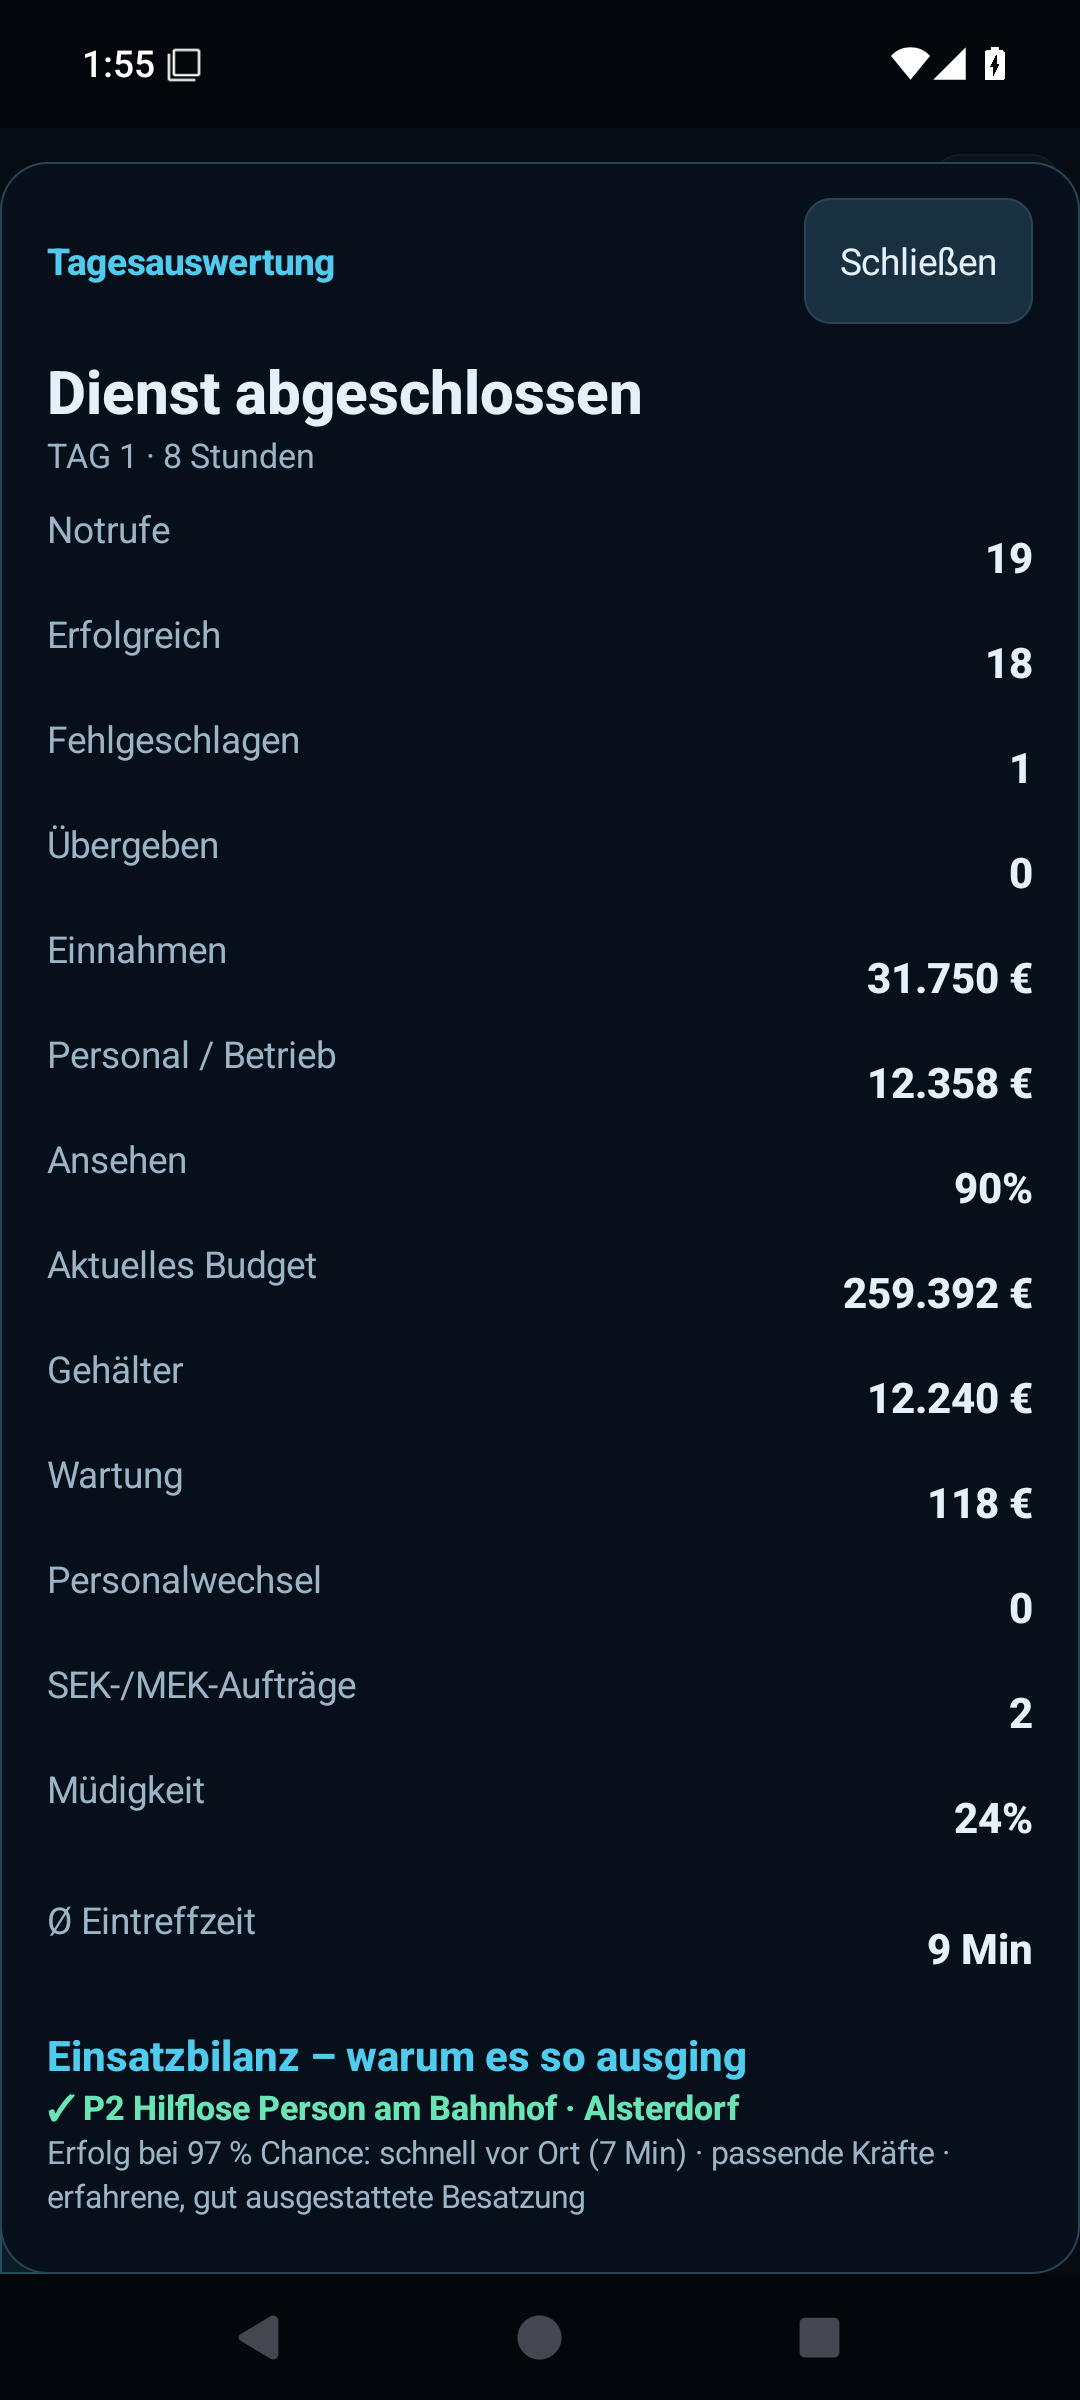 1:55
Tagesauswertung
Schließen
Dienst abgeschlossen
TAG 1 · 8 Stunden
Notrufe
19
Erfolgreich
18
Fehlgeschlagen
1
Übergeben
0
Einnahmen
31.750 €
Personal / Betrieb
12.358 €
Ansehen
90%
Aktuelles Budget
259.392 €
Gehälter
12.240 €
Wartung
118 €
Personalwechsel
0
SEK-/MEK-Aufträge
2
Müdigkeit
24%
Ø Eintreffzeit
9 Min
Einsatzbilanz – warum es so ausging
✓ P2 Hilflose Person am Bahnhof · Alsterdorf
Erfolg bei 97 % Chance: schnell vor Ort (7 Min) · passende Kräfte ·
erfahrene, gut ausgestattete Besatzung